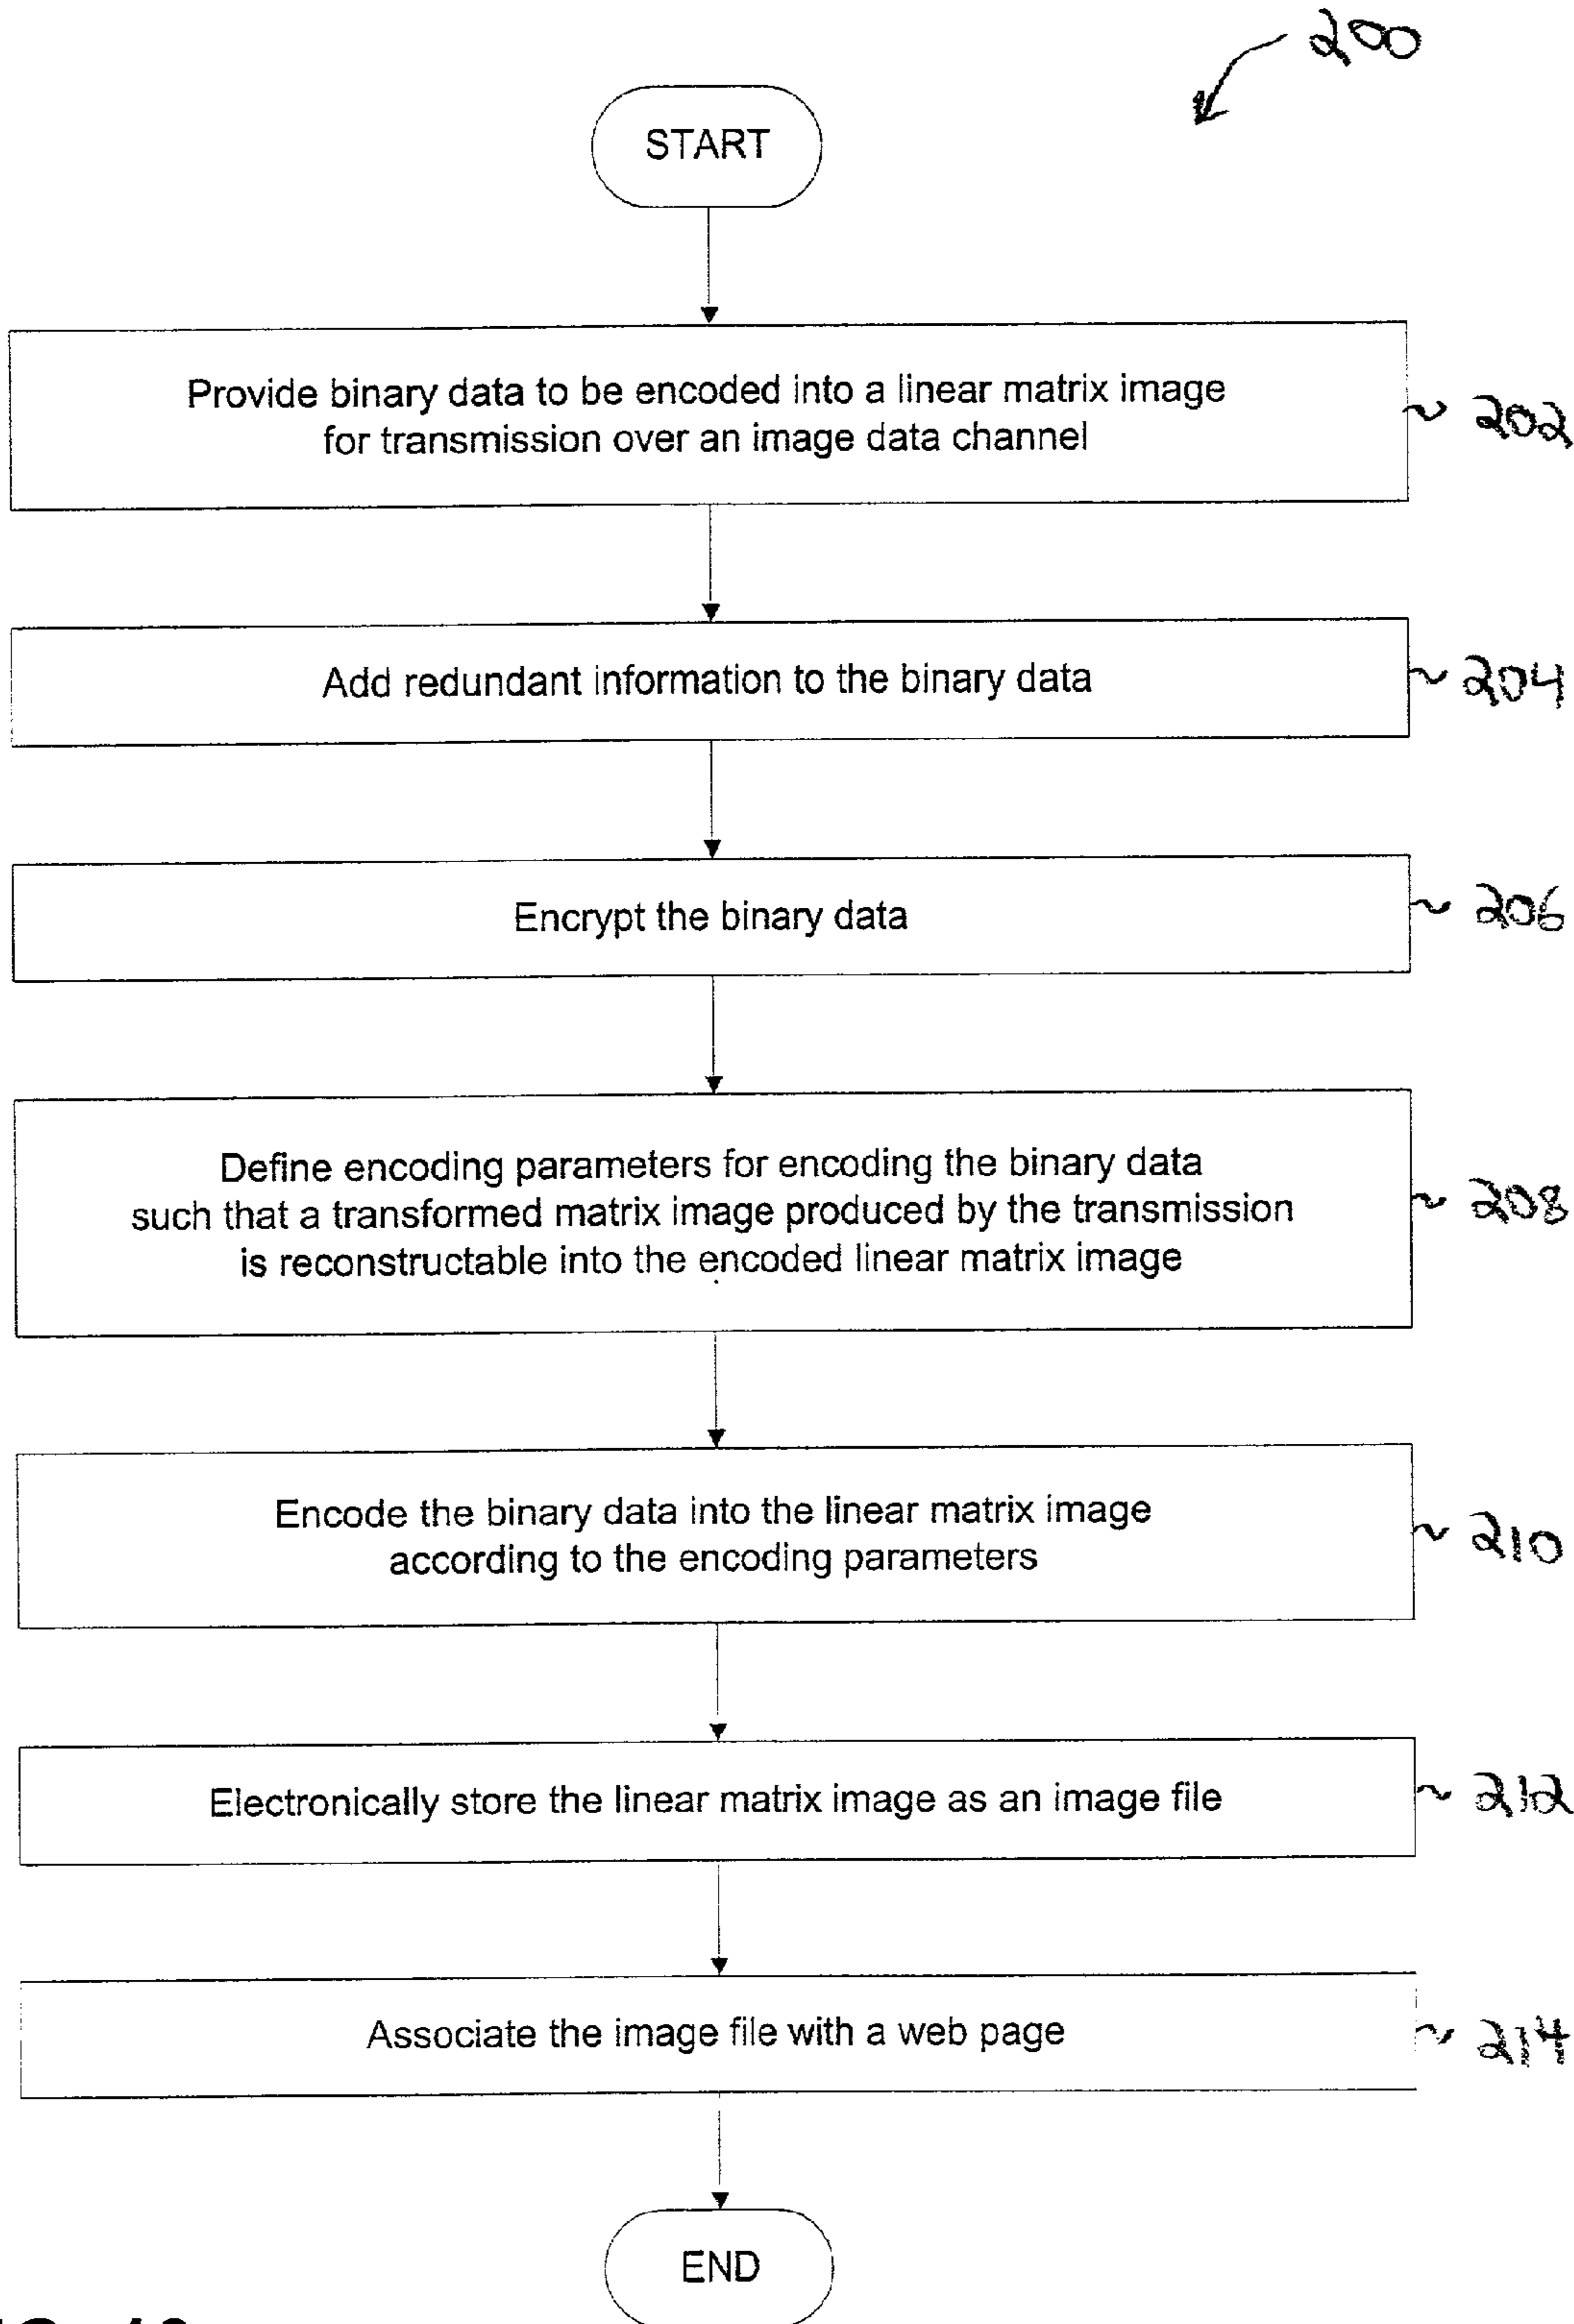 200
START
Provide binary data to be encoded into a linear matrix image
for transmission over an image data channel
202
Add redundant information to the binary data
204
Encrypt the binary data
206
Define encoding parameters for encoding the binary data
such that a transformed matrix image produced by the transmission
is reconstructable into the encoded linear matrix image
208
Encode the binary data into the linear matrix image
according to the encoding parameters
210
Electronically store the linear matrix image as an image file
212
Associate the image file with a web page
214
END